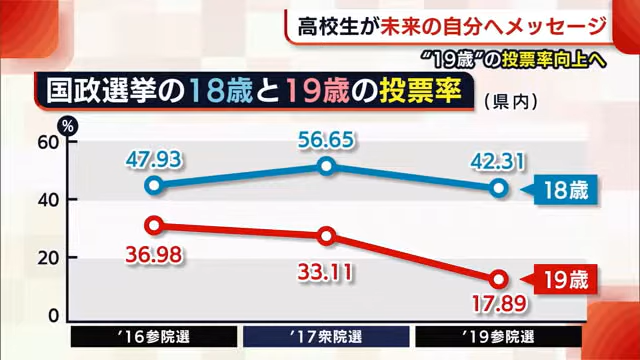 高校生が未来の自分へメッセージ
“19歳”の投票率向上へ
国政選挙の18歳と19歳の投票率
(県内)
%
60
40
20
0
47.93
56.65
42.31
18歳
36.98
33.11
17.89
19歳
’16参院選
’17衆院選
’19参院選